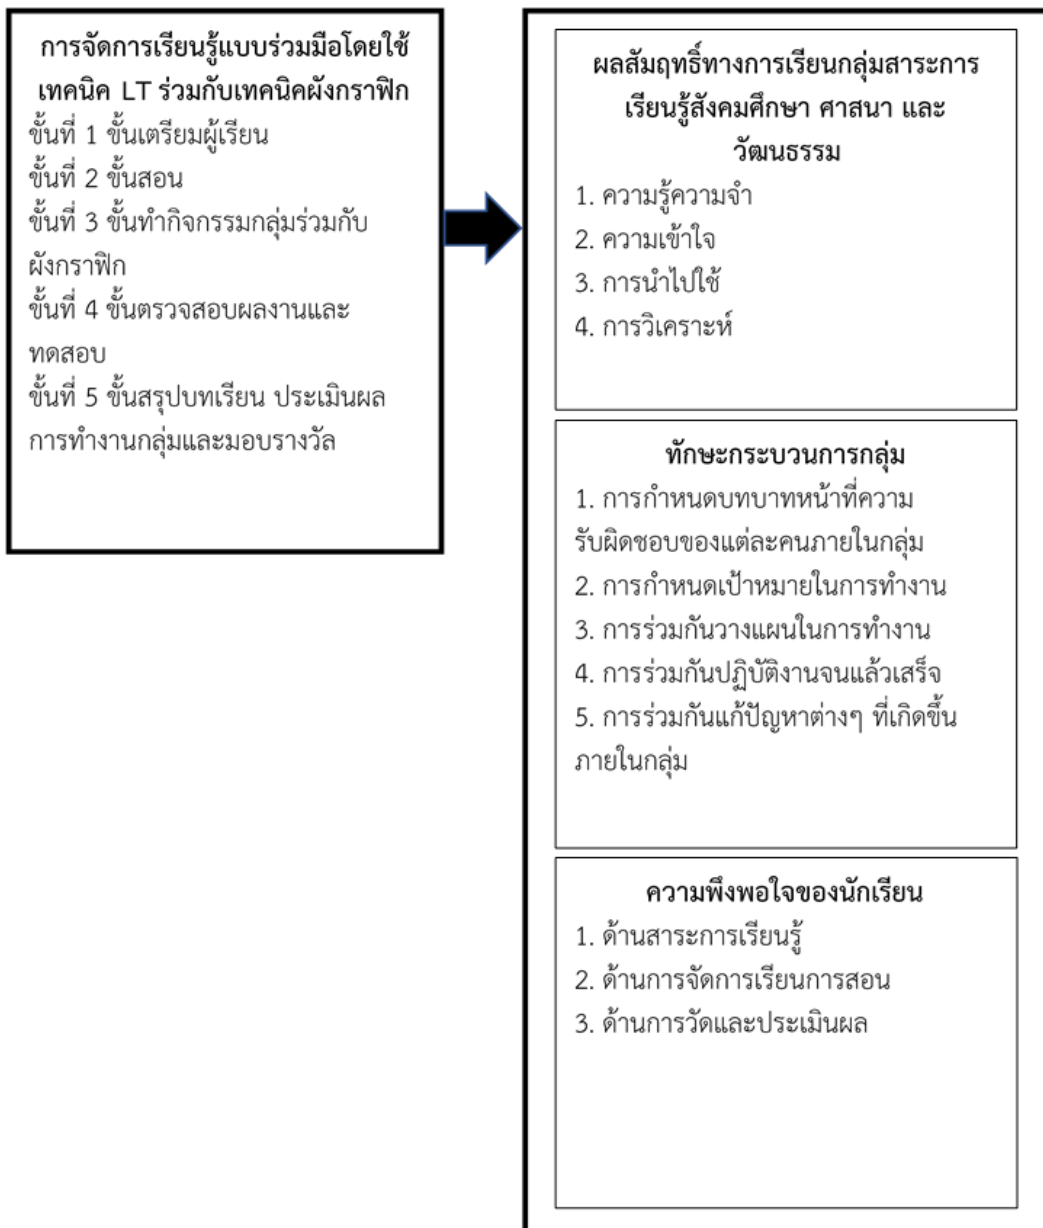 การจัดการเรียนรู้แบบร่วมมือโดยใช้
เทคนิค LT ร่วมกับเทคนิคผังกราฟิก
ขั้นที่ 1 ขั้นเตรียมผู้เรียน
ขั้นที่ 2 ขั้นสอน
ขั้นที่ 3 ขั้นทำกิจกรรมกลุ่มร่วมกับ
ผังกราฟิก
ขั้นที่ 4 ขั้นตรวจสอบผลงานและ
ทดสอบ
ขั้นที่ 5 ขั้นสรุปบทเรียน ประเมินผล
การทำงานกลุ่มและมอบรางวัล
ผลสัมฤทธิ์ทางการเรียนกลุ่มสาระการ
เรียนรู้สังคมศึกษา ศาสนา และ
วัฒนธรรม
1. ความรู้ความจำ
2. ความเข้าใจ
3. การนำไปใช้
4. การวิเคราะห์
ทักษะกระบวนการกลุ่ม
1. การกำหนดบทบาทหน้าที่ความ
รับผิดชอบของแต่ละคนภายในกลุ่ม
2. การกำหนดเป้าหมายในการทำงาน
3. การร่วมกันวางแผนในการทำงาน
4. การร่วมกันปฏิบัติงานจนแล้วเสร็จ
5. การร่วมกันแก้ปัญหาต่างๆ ที่เกิดขึ้น
ภายในกลุ่ม
ความพึงพอใจของนักเรียน
1. ด้านสาระการเรียนรู้
2. ด้านการจัดการเรียนการสอน
3. ด้านการวัดและประเมินผล